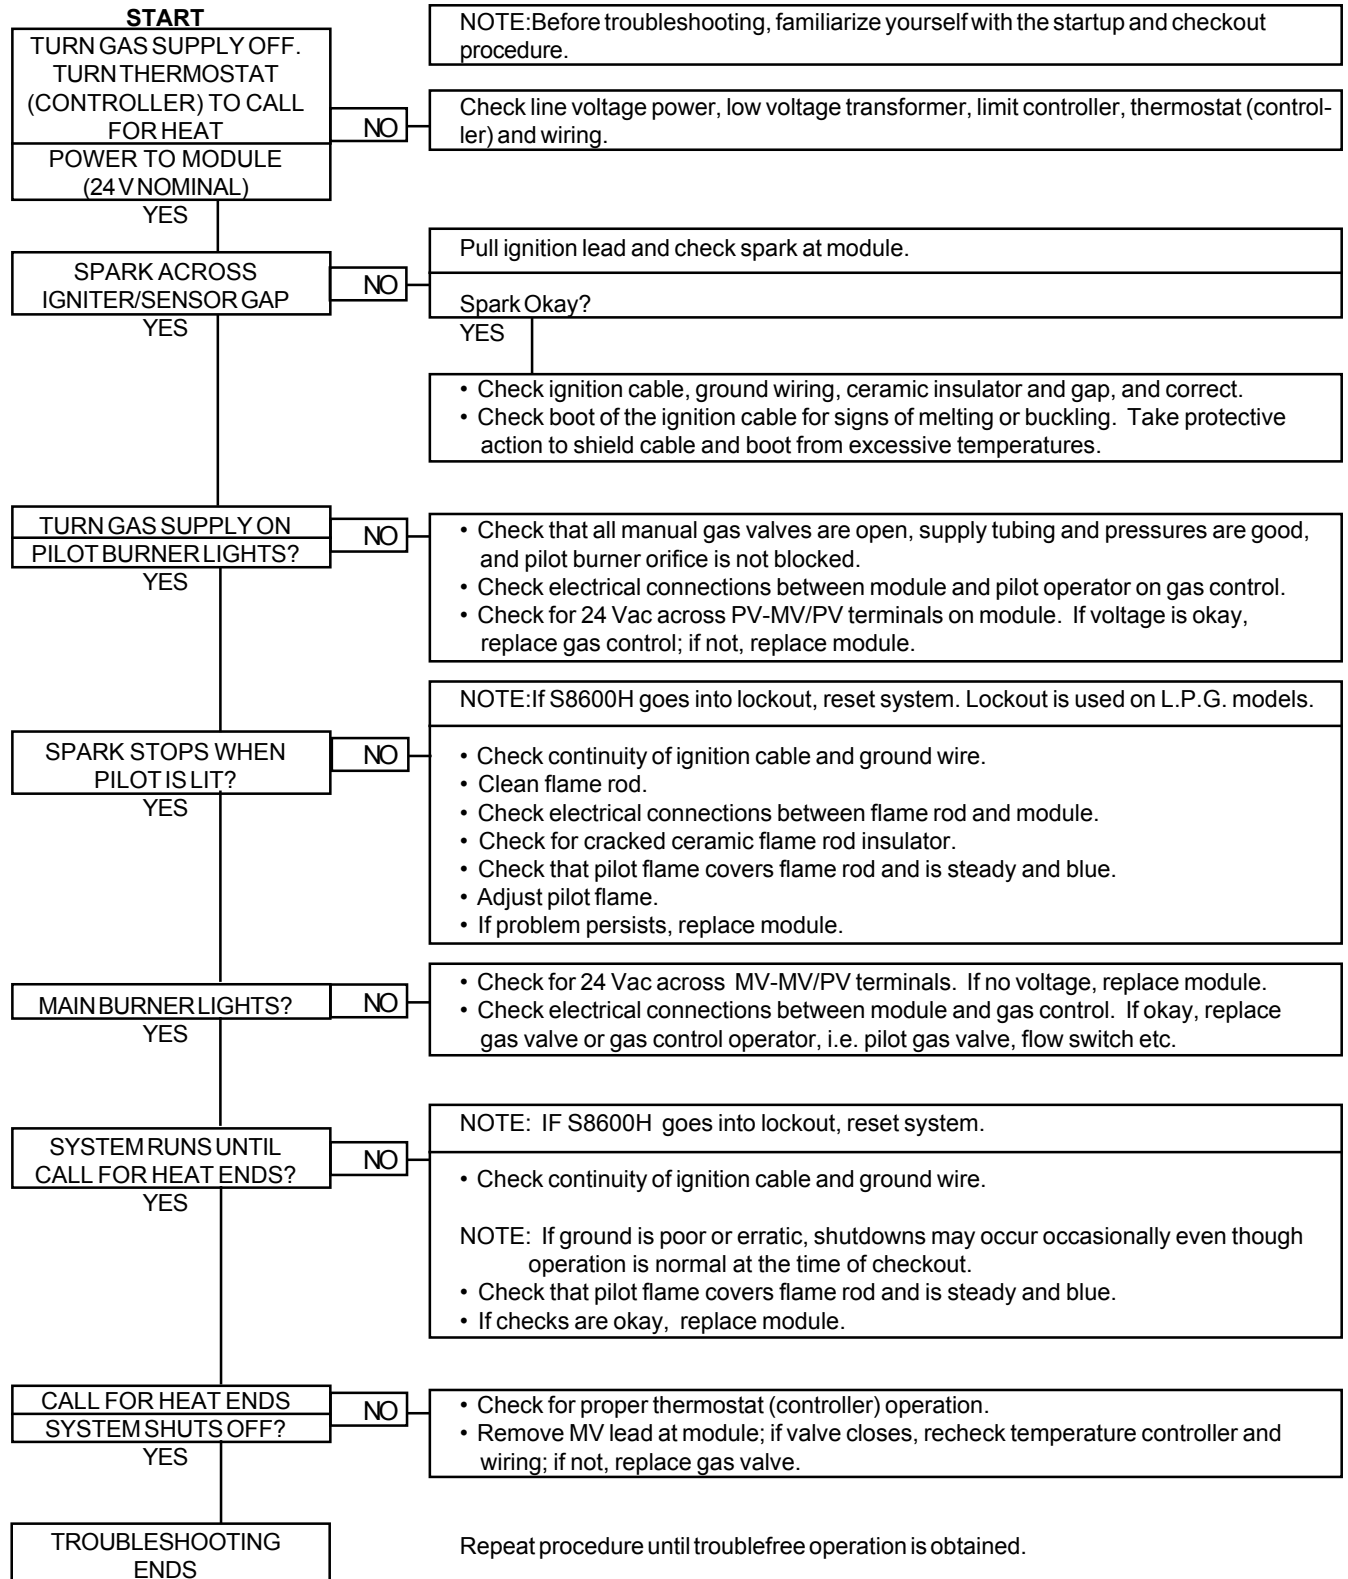 START
TURN GAS SUPPLY OFF.
TURN THERMOSTAT
(CONTROLLER) TO CALL
FOR HEAT
POWER TO MODULE
(24 V NOMINAL)
YES
NOTE:Before troubleshooting, familiarize yourself with the startup and checkout
procedure.
NO
Check line voltage power, low voltage transformer, limit controller, thermostat (control-
ler) and wiring.
SPARK ACROSS
IGNITER/SENSOR GAP
YES
NO
Pull ignition lead and check spark at module.
Spark Okay?
YES
• Check ignition cable, ground wiring, ceramic insulator and gap, and correct.
• Check boot of the ignition cable for signs of melting or buckling. Take protective
action to shield cable and boot from excessive temperatures.
TURN GAS SUPPLY ON
PILOT BURNER LIGHTS?
YES
NO
• Check that all manual gas valves are open, supply tubing and pressures are good,
and pilot burner orifice is not blocked.
• Check electrical connections between module and pilot operator on gas control.
• Check for 24 Vac across PV-MV/PV terminals on module. If voltage is okay,
replace gas control; if not, replace module.
SPARK STOPS WHEN
PILOT IS LIT?
YES
NO
NOTE:If S8600H goes into lockout, reset system. Lockout is used on L.P.G. models.
• Check continuity of ignition cable and ground wire.
• Clean flame rod.
• Check electrical connections between flame rod and module.
• Check for cracked ceramic flame rod insulator.
• Check that pilot flame covers flame rod and is steady and blue.
• Adjust pilot flame.
• If problem persists, replace module.
MAIN BURNER LIGHTS?
YES
NO
• Check for 24 Vac across MV-MV/PV terminals. If no voltage, replace module.
• Check electrical connections between module and gas control. If okay, replace
gas valve or gas control operator, i.e. pilot gas valve, flow switch etc.
SYSTEM RUNS UNTIL
CALL FOR HEAT ENDS?
YES
NO
NOTE: IF S8600H goes into lockout, reset system.
• Check continuity of ignition cable and ground wire.
NOTE: If ground is poor or erratic, shutdowns may occur occasionally even though
operation is normal at the time of checkout.
• Check that pilot flame covers flame rod and is steady and blue.
• If checks are okay, replace module.
CALL FOR HEAT ENDS
SYSTEM SHUTS OFF?
YES
NO
• Check for proper thermostat (controller) operation.
• Remove MV lead at module; if valve closes, recheck temperature controller and
wiring; if not, replace gas valve.
TROUBLESHOOTING
ENDS
Repeat procedure until troublefree operation is obtained.